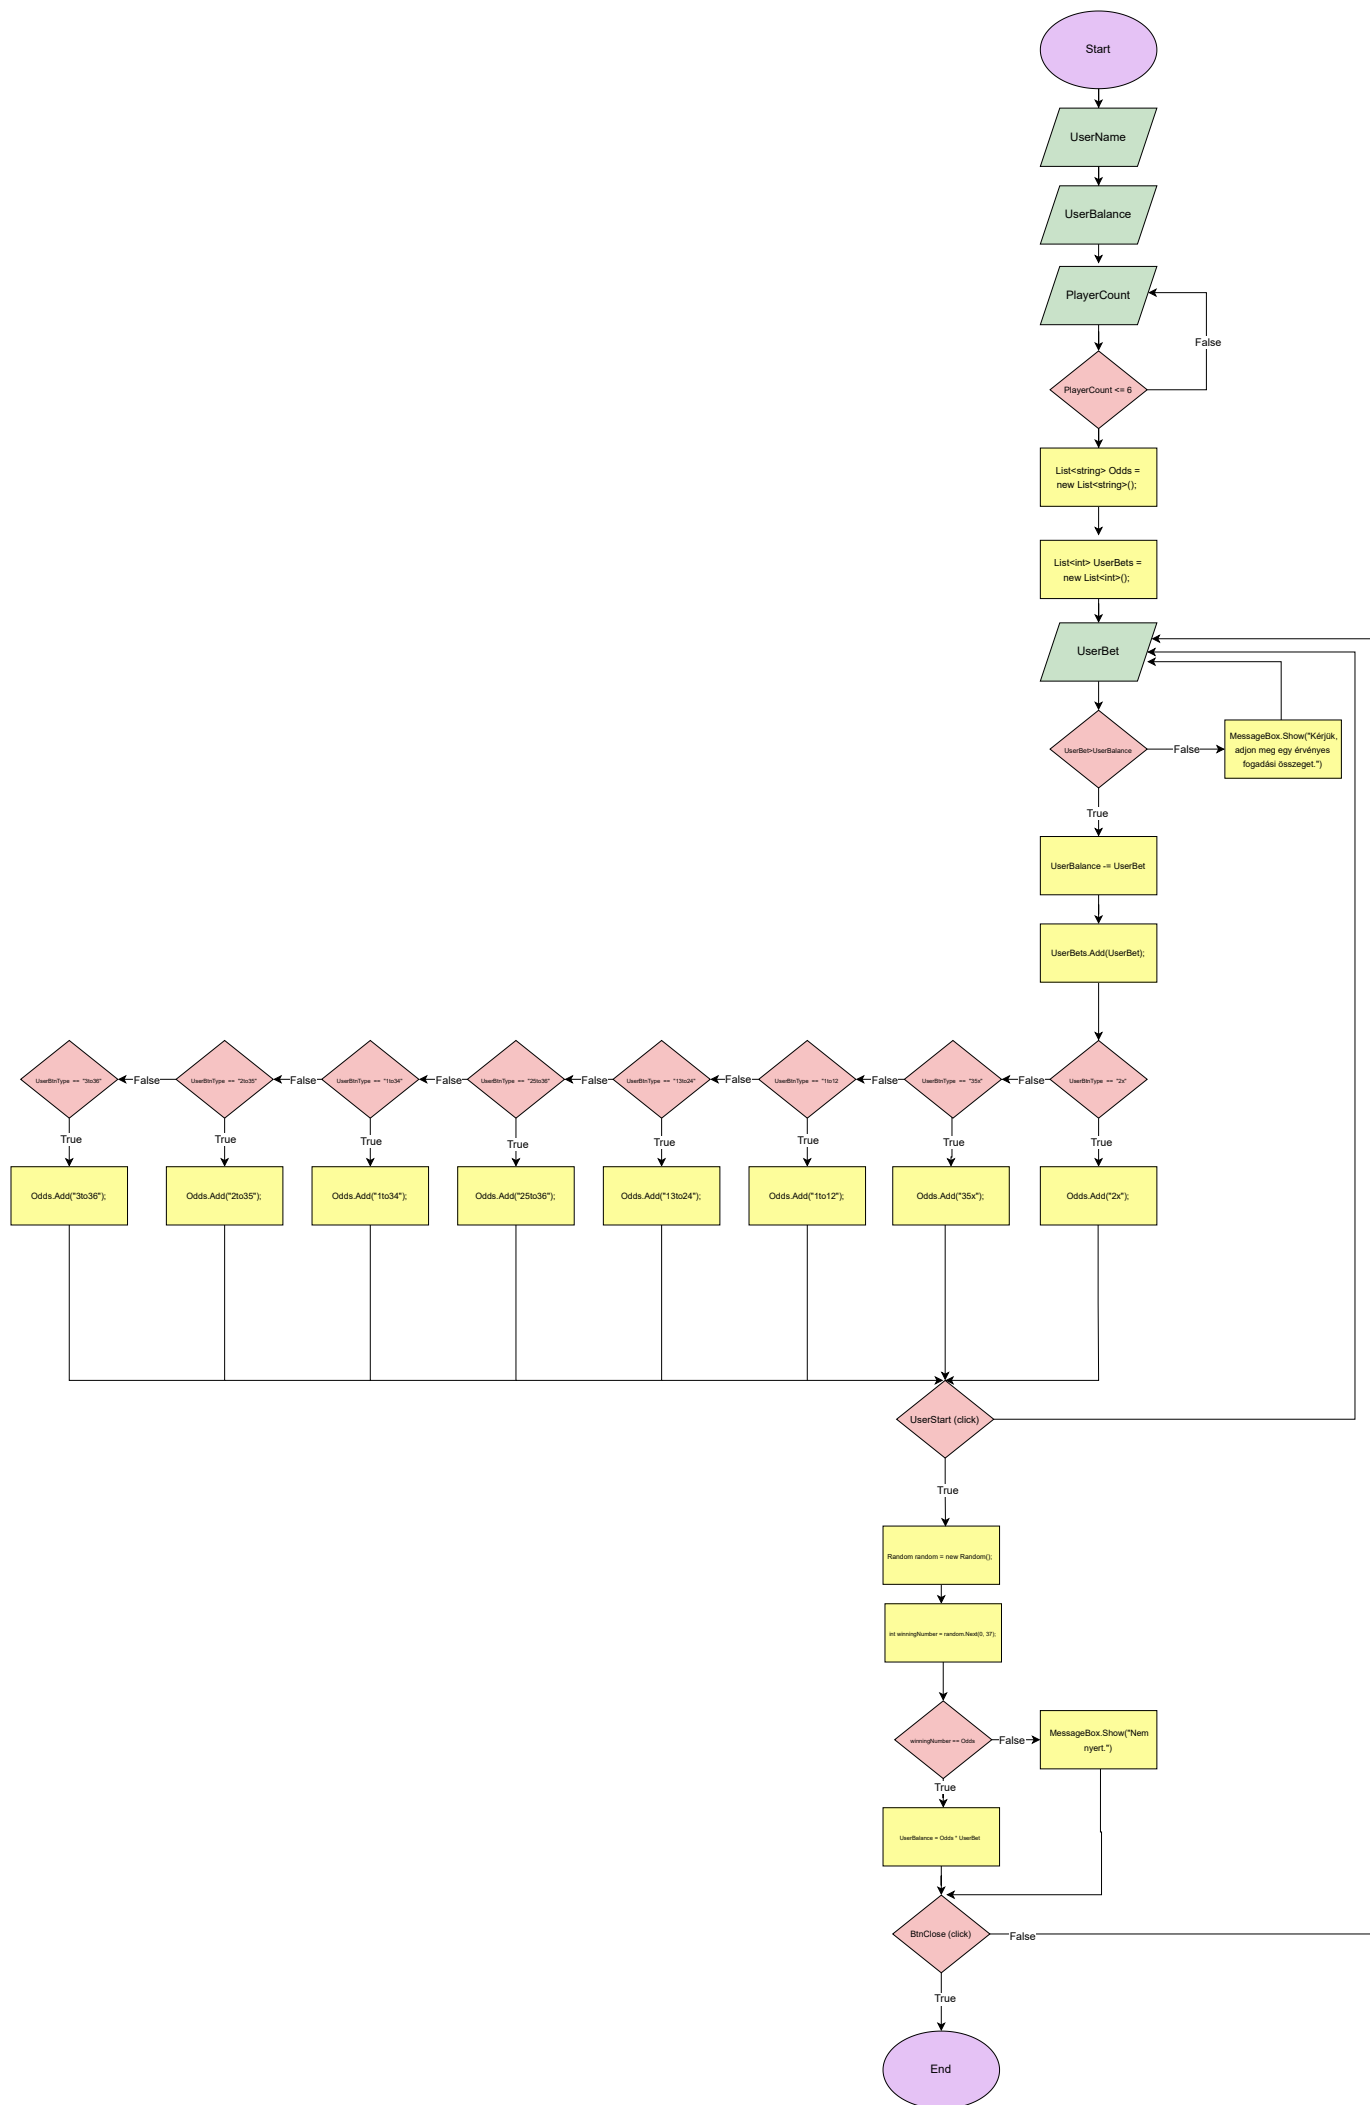 Start
UserName
UserBalance
PlayerCount
False
PlayerCount <= 6
List<string> Odds =
new List<string>();
List<int> UserBets =
new List<int>();
UserBet
UserBet>UserBalance
False
MessageBox.Show("Kérjük,
adjon meg egy érvényes
fogadási összeget.")
True
UserBalance -= UserBet
UserBets.Add(UserBet);
UserBtnType == "3to36"
False
UserBtnType == "2to35"
False
UserBtnType == "1to34"
False
UserBtnType == "25to36"
False
UserBtnType == "13to24"
False
UserBtnType == "1to12
False
UserBtnType == "35x"
False
UserBtnType == "2x"
True
True
True
True
True
True
True
True
Odds.Add("3to36");
Odds.Add("2to35");
Odds.Add("1to34");
Odds.Add("25to36");
Odds.Add("13to24");
Odds.Add("1to12");
Odds.Add("35x");
Odds.Add("2x");
UserStart (click)
True
Random random = new Random();
int winningNumber = random.Next(0, 37);
winningNumber == Odds
False
MessageBox.Show("Nem
nyert.")
True
UserBalance = Odds * UserBet
BtnClose (click)
False
True
End